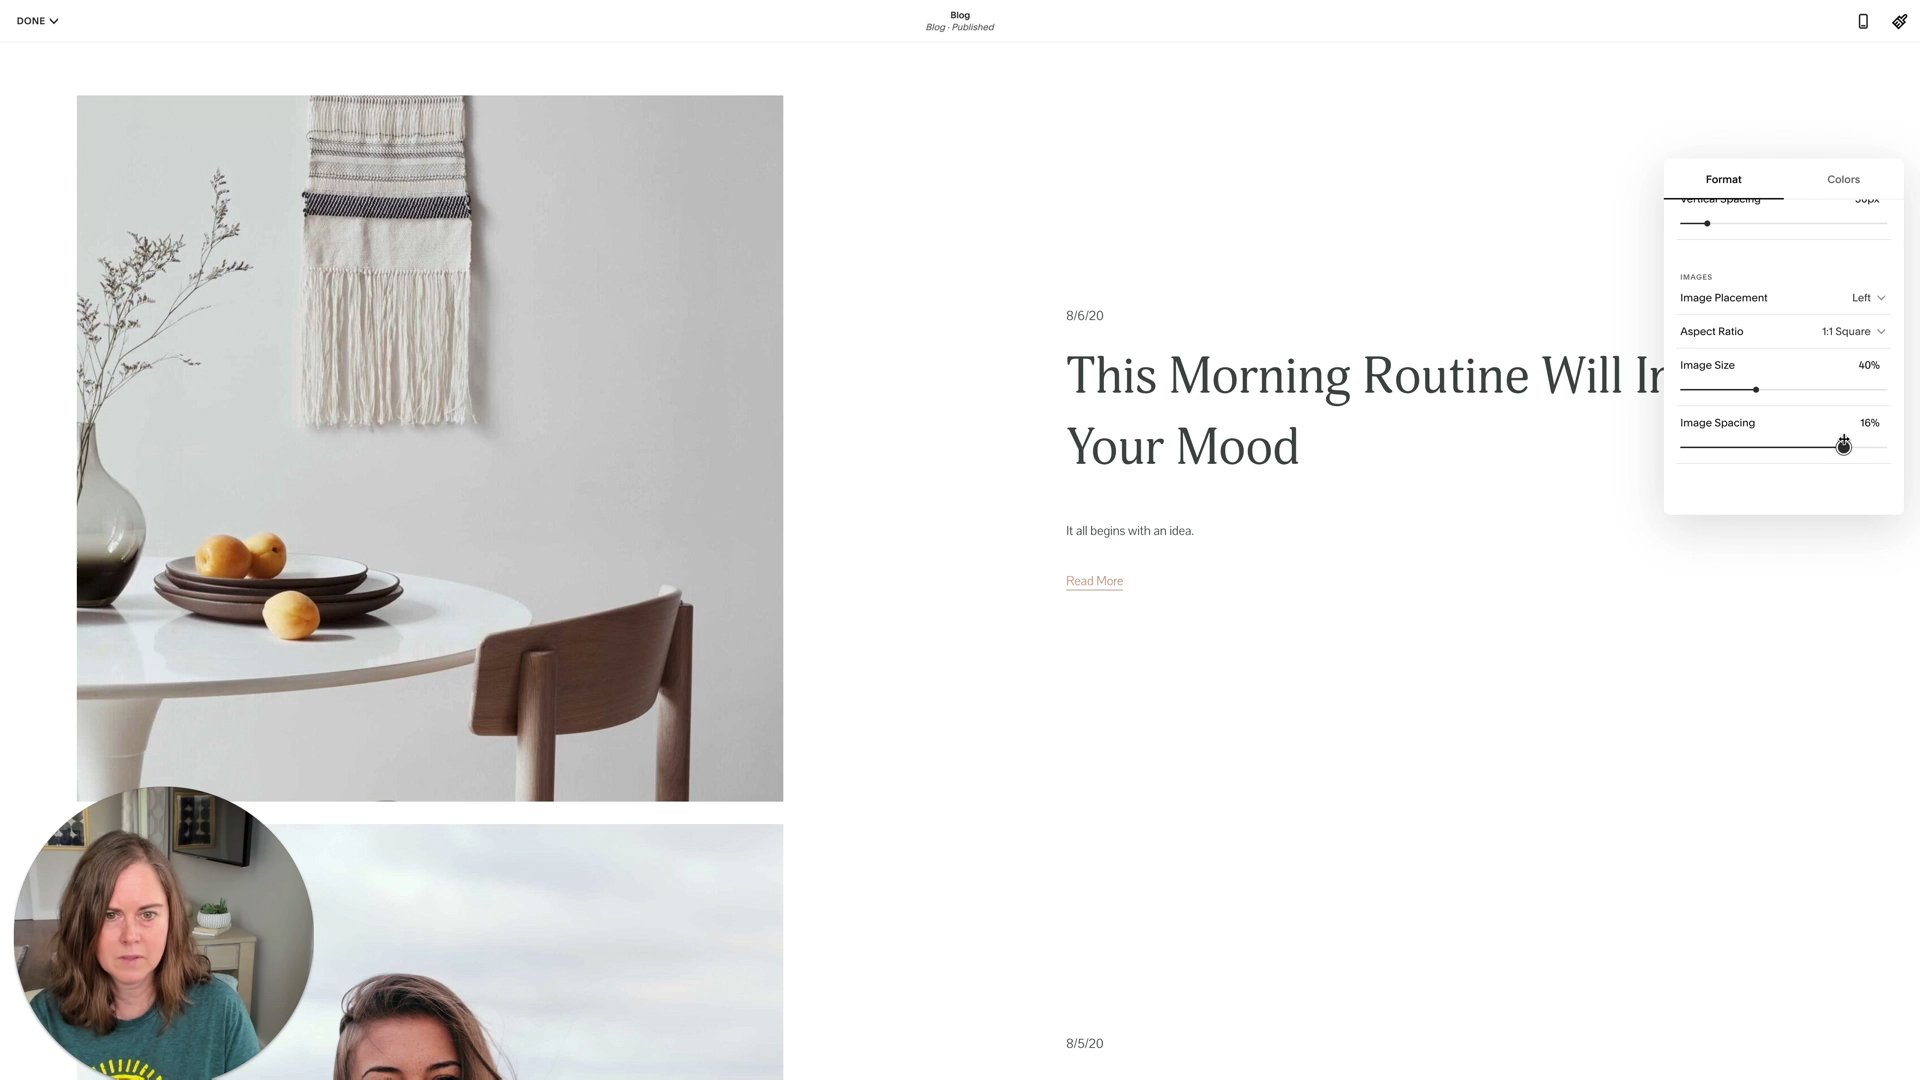 DONE
Blog
Blog · Published
Format
Colors
Vertical Spacing
IMAGES
Image Placement
Left
Aspect Ratio
1:1 Square
Image Size
40%
Image Spacing
16%
8/6/20
This Morning Routine Will
Your Mood
It all begins with an idea.
Read More
8/5/20